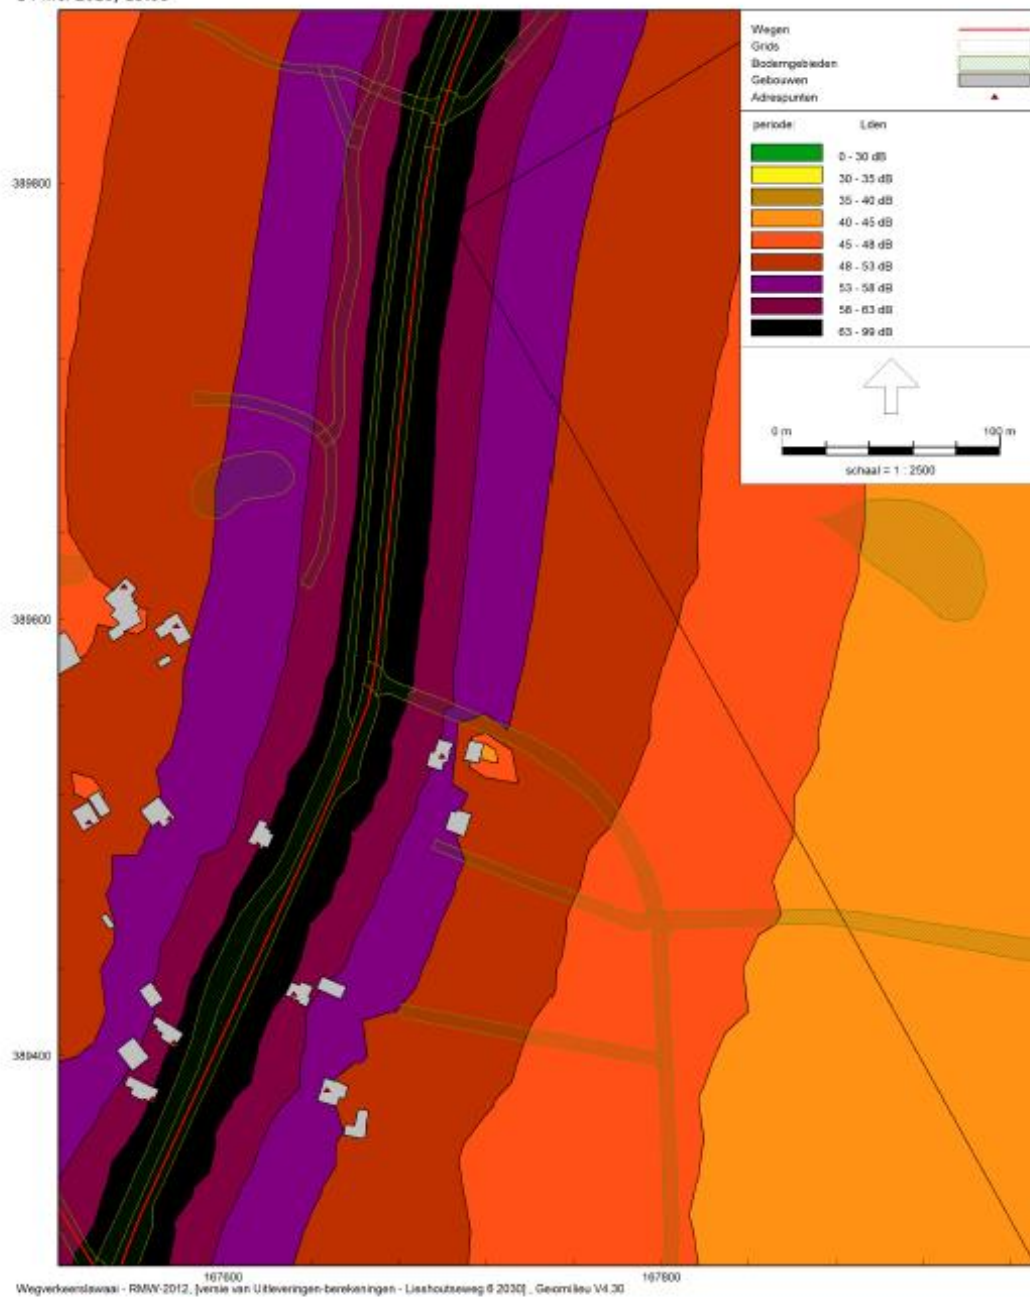 Wegen
Grids
Bodemgebieden
Gebouwen
Adrespunten
periode: Lden
0 - 30 dB
30 - 35 dB
35 - 40 dB
40 - 45 dB
45 - 48 dB
48 - 53 dB
53 - 58 dB
58 - 63 dB
63 - 99 dB
0 m 100 m
schaal = 1 : 2500
389800
389600
389400
167600 167800
Wegverkeerslawaai - RMW-2012, [versie van Uitleveringen-berekeningen - Lieshoutseweg 6 2030] , Geomilieu V4.30